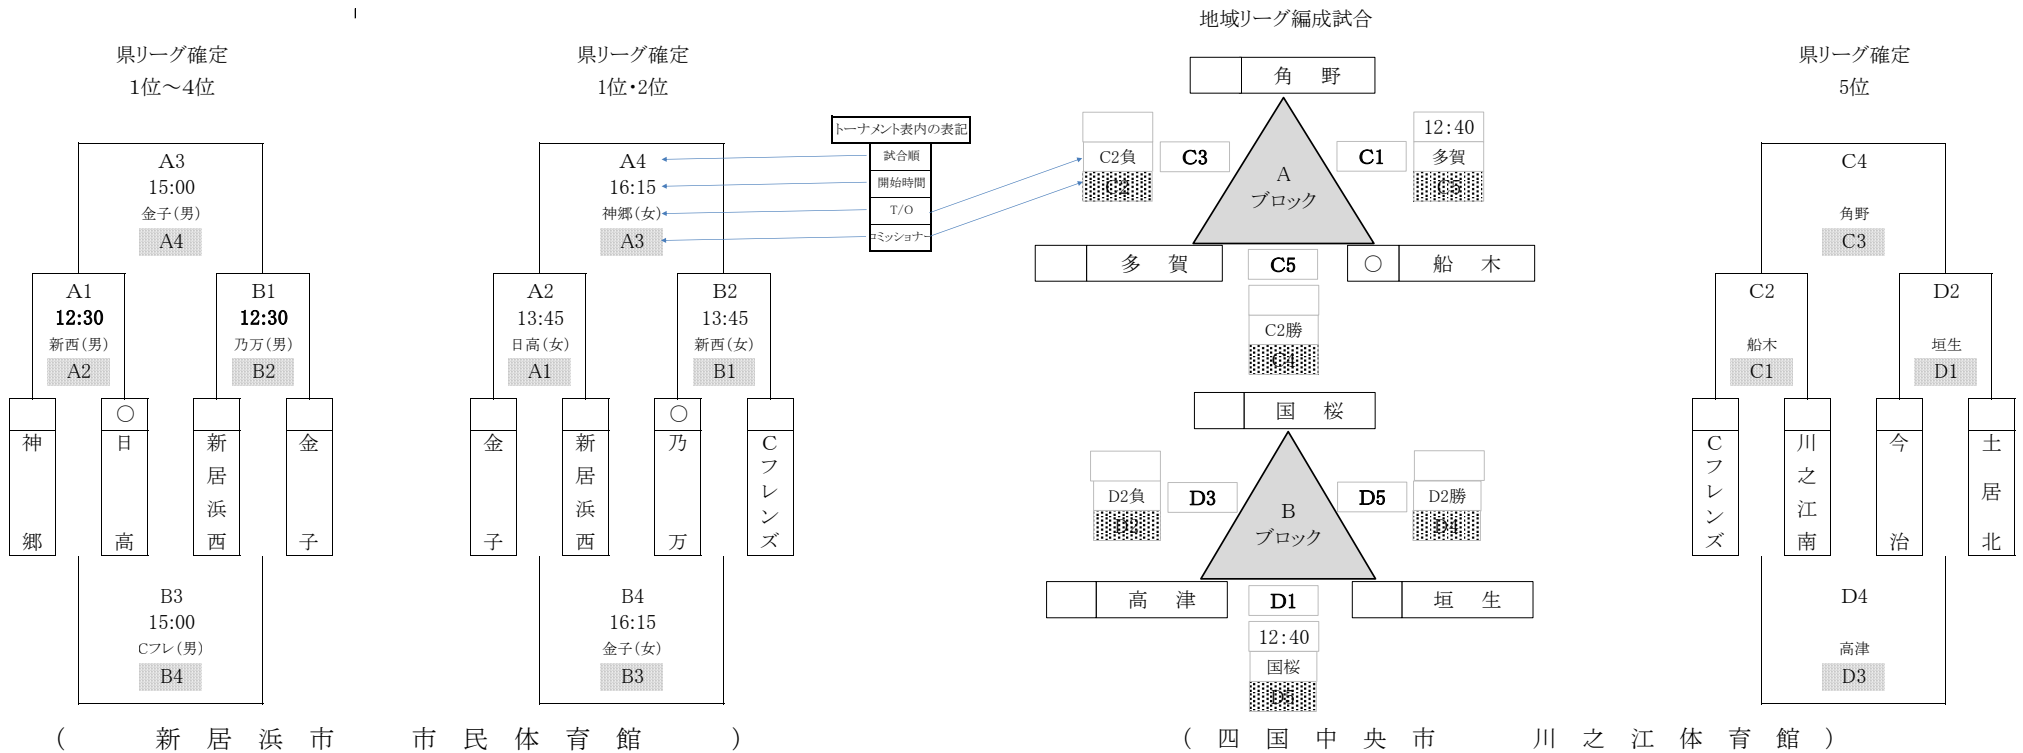 県リーグ確定
1位～4位
A3
15:00
金子(男)
A4
A1
12:30
新西(男)
A2
B1
12:30
乃万(男)
B2
神郷
○
日高
新居浜西
金子
B3
15:00
Cフレ(男)
B4
県リーグ確定
1位・2位
A4
16:15
神郷(女)
A3
A2
13:45
日高(女)
A1
B2
13:45
新西(女)
B1
金子
新居浜西
○
乃万
Cフレンズ
B4
16:15
金子(女)
B3
トーナメント表内の表記
試合順
開始時間
T/O
コミッショナー
(新居浜市 市民体育館)
地域リーグ編成試合
角野
C2負
C2
C3
C1
12:40
多賀
C5
A
ブロック
多賀
C5
○
船木
C2勝
C4
国桜
D2負
D2
D3
D5
D2勝
D4
B
ブロック
高津
D1
垣生
12:40
国桜
D5
県リーグ確定
5位
C4
角野
C3
C2
船木
C1
D2
垣生
D1
Cフレンズ
川之江南
今治
土居北
D4
高津
D3
(四国中央市 川之江体育館)